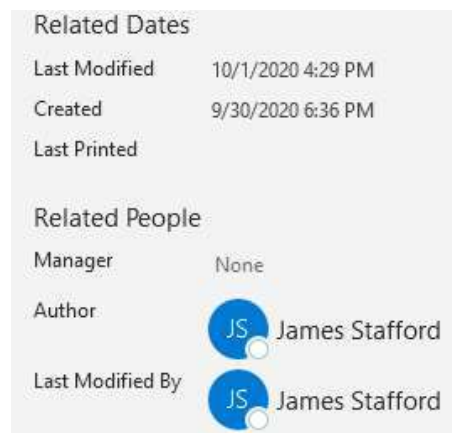 Related Dates
Last Modified 10/1/2020 4:29 PM
Created 9/30/2020 6:36 PM
Last Printed
Related People
Manager None
Author JS James Stafford
Last Modified By JS James Stafford